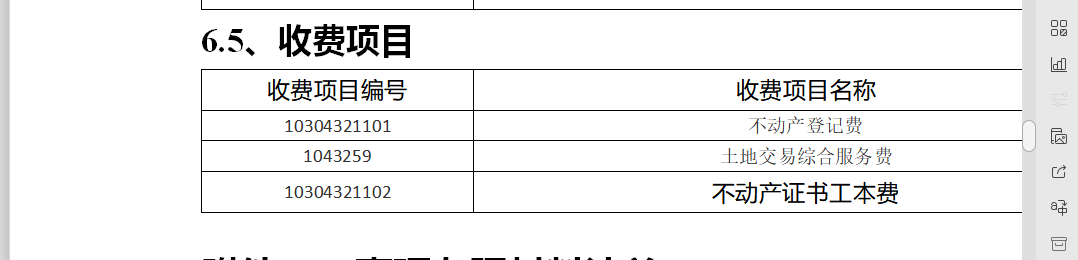 6.5、收费项目
收费项目编号 收费项目名称
10304321101 不动产登记费
1043259 土地交易综合服务费
10304321102 不动产证书工本费